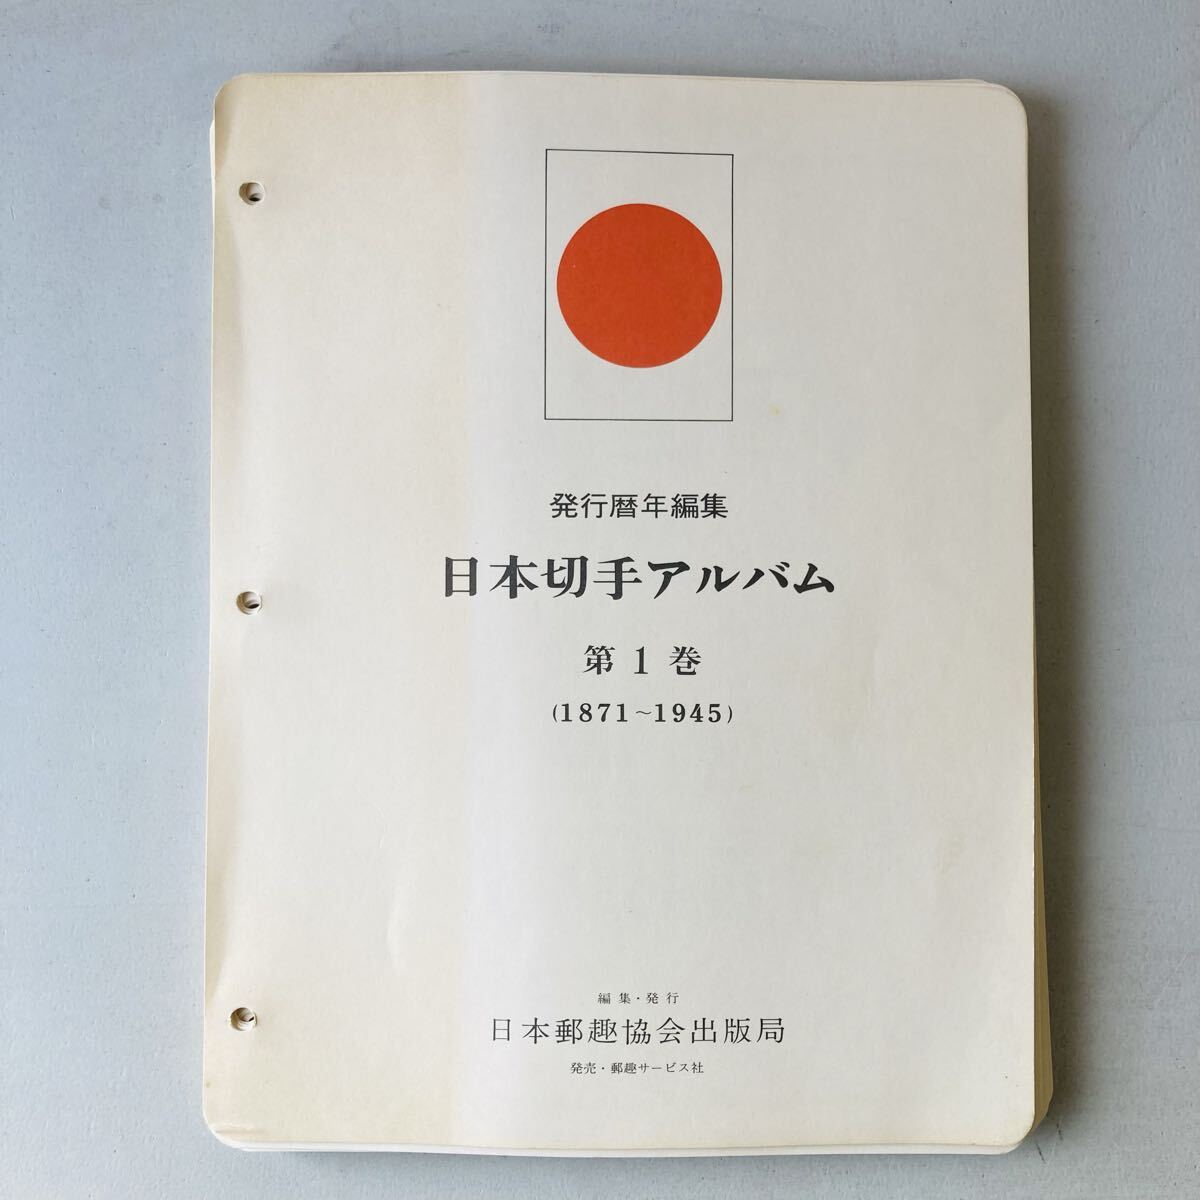 発行暦年編集
日本切手アルバム
第1巻
(1871~1945)
編集・発行
日本郵趣協会出版局
発売・郵趣サービス社